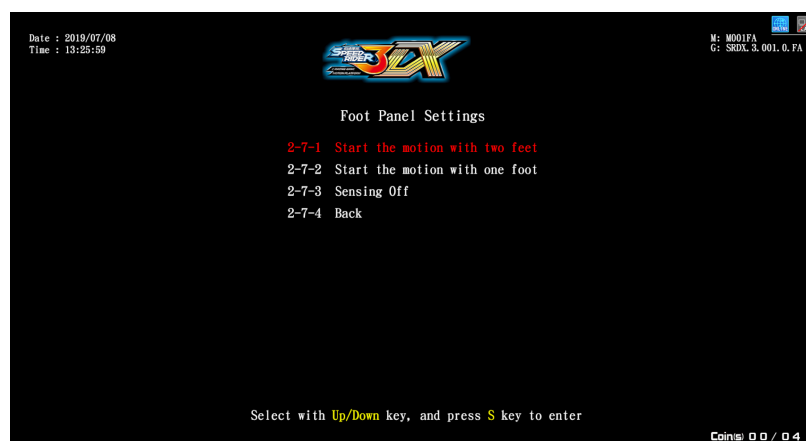 Date : 2019/07/08
Time : 13:25:59
M: M001FA
G: SRDX.3.001.0.FA
SPEED RIDER 3 DX
Foot Panel Settings
2-7-1 Start the motion with two feet
2-7-2 Start the motion with one foot
2-7-3 Sensing Off
2-7-4 Back
Select with Up/Down key, and press S key to enter
Coin(s) 00 / 04